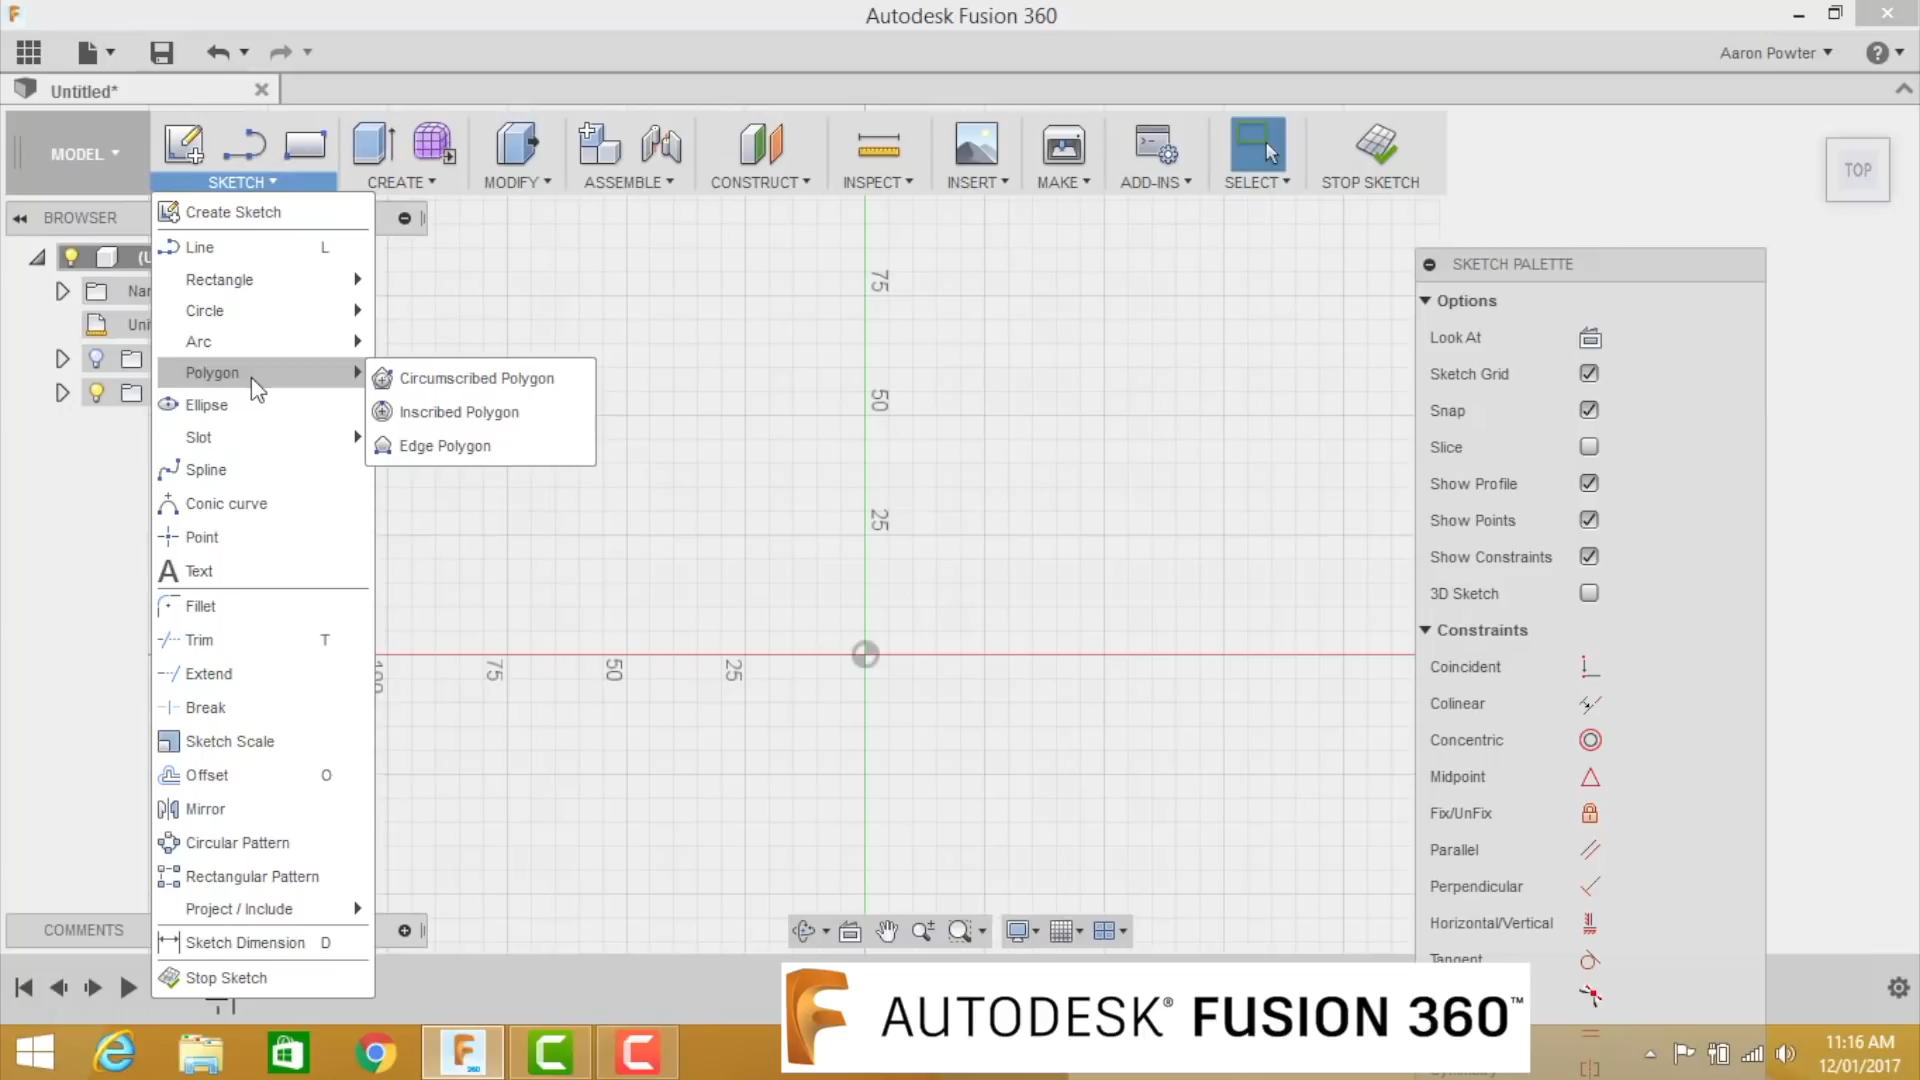 Autodesk Fusion 360
Aaron Powter
Untitled*
MODEL
SKETCH
CREATE
MODIFY
ASSEMBLE
CONSTRUCT
INSPECT
INSERT
MAKE
ADD-INS
SELECT
STOP SKETCH
TOP
BROWSER
(U
Nar
Uni
Create Sketch
Line L
Rectangle
Circle
Arc
Polygon
Ellipse
Slot
Spline
Conic curve
Point
Text
Fillet
Trim T
Extend
Break
Sketch Scale
Offset O
Mirror
Circular Pattern
Rectangular Pattern
Project / Include
Sketch Dimension D
Stop Sketch
Circumscribed Polygon
Inscribed Polygon
Edge Polygon
75
50
25
100
75
50
25
SKETCH PALETTE
Options
Look At
Sketch Grid
Snap
Slice
Show Profile
Show Points
Show Constraints
3D Sketch
Constraints
Coincident
Colinear
Concentric
Midpoint
Fix/UnFix
Parallel
Perpendicular
Horizontal/Vertical
Tangent
COMMENTS
AUTODESK® FUSION 360™
360
11:16 AM
12/01/2017